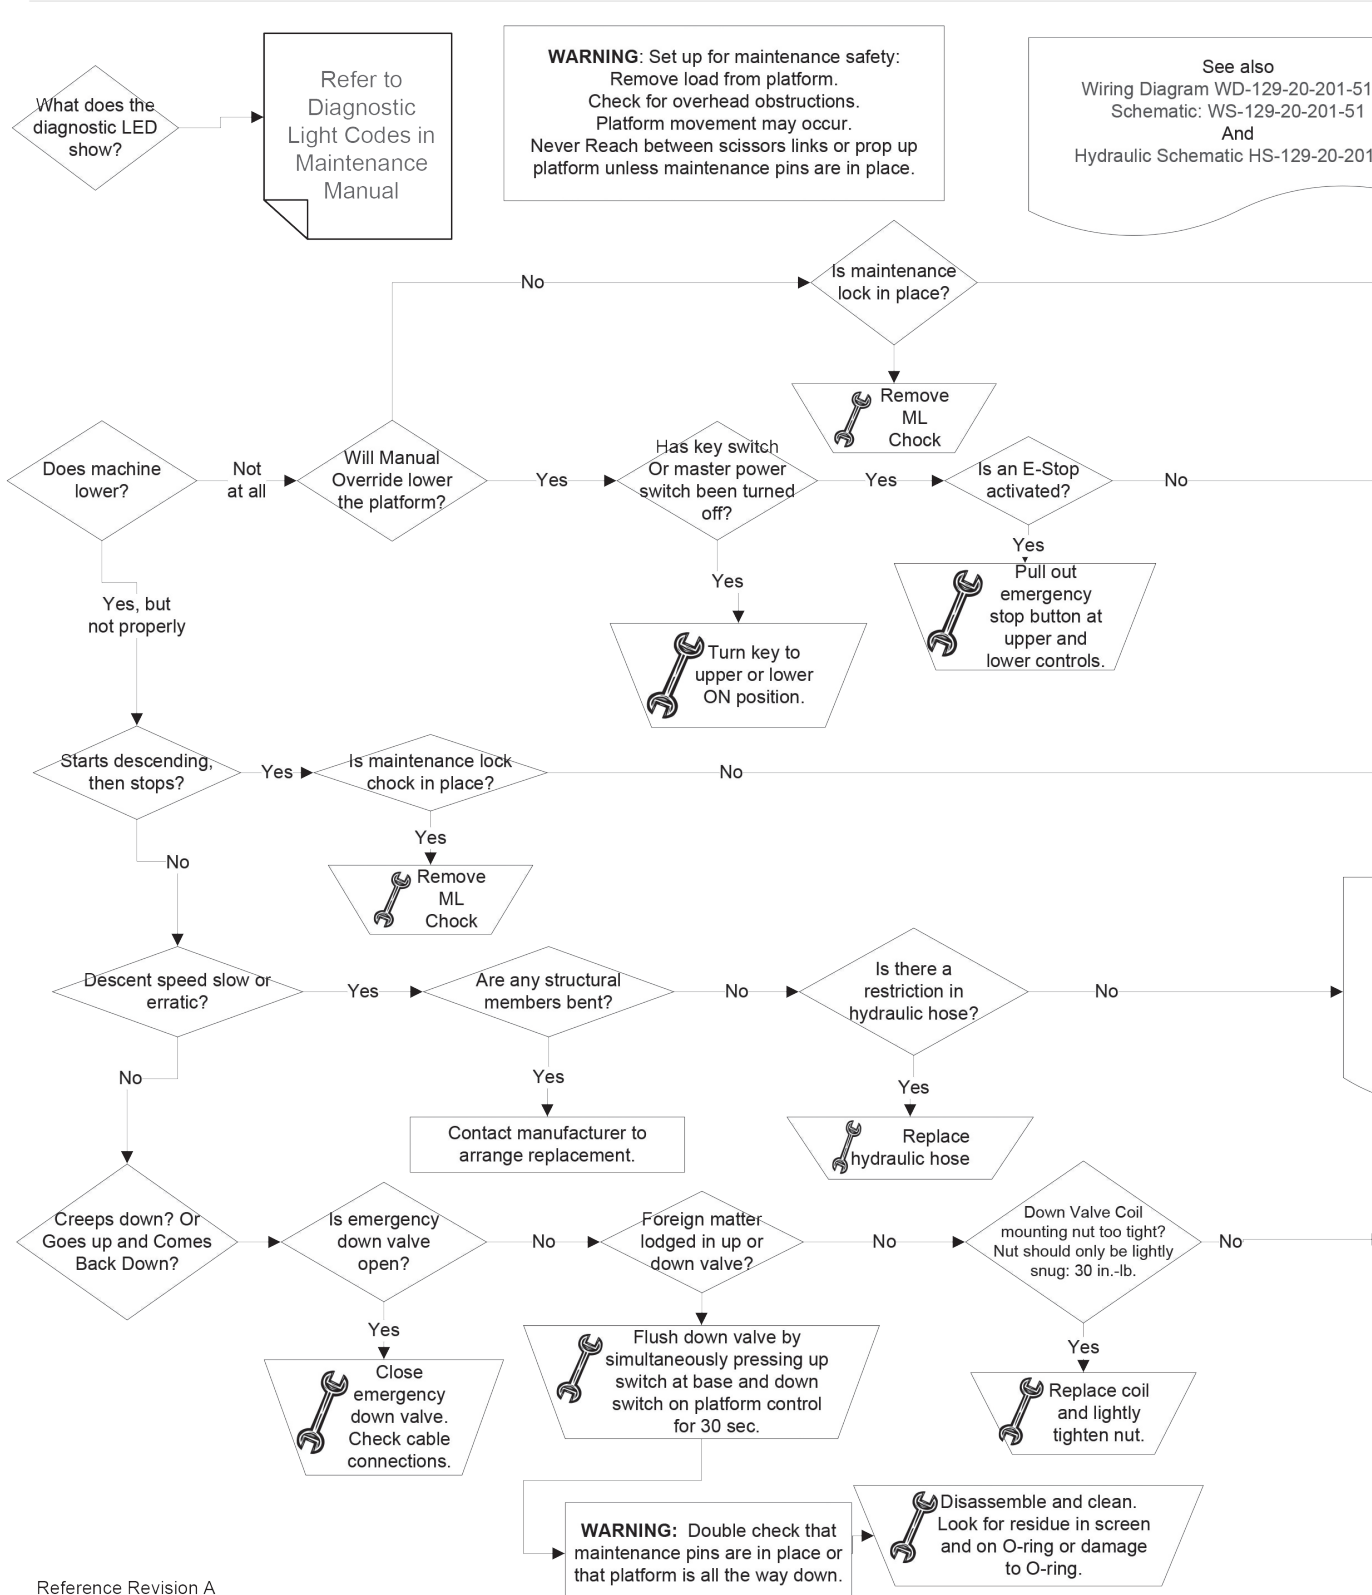 What does the
diagnostic LED
show?
Refer to
Diagnostic
Light Codes in
Maintenance
Manual
WARNING: Set up for maintenance safety:
Remove load from platform.
Check for overhead obstructions.
Platform movement may occur.
Never Reach between scissors links or prop up
platform unless maintenance pins are in place.
See also
Wiring Diagram WD-129-20-201-51
Schematic: WS-129-20-201-51
And
Hydraulic Schematic HS-129-20-201
No
Is maintenance
lock in place?
Remove
ML
Chock
Does machine
lower?
Not
at all
Will Manual
Override lower
the platform?
Yes
Has key switch
Or master power
switch been turned
off?
Yes
Is an E-Stop
activated?
No
Yes
Pull out
emergency
stop button at
upper and
lower controls.
Yes
Turn key to
upper or lower
ON position.
Yes, but
not properly
Starts descending,
then stops?
Yes
Is maintenance lock
chock in place?
No
Yes
Remove
ML
Chock
No
Descent speed slow or
erratic?
Yes
Are any structural
members bent?
No
Is there a
restriction in
hydraulic hose?
No
Yes
Contact manufacturer to
arrange replacement.
Yes
Replace
hydraulic hose
No
Creeps down? Or
Goes up and Comes
Back Down?
Is emergency
down valve
open?
No
Foreign matter
lodged in up or
down valve?
No
Down Valve Coil
mounting nut too tight?
Nut should only be lightly
snug: 30 in.-lb.
No
Yes
Close
emergency
down valve.
Check cable
connections.
Flush down valve by
simultaneously pressing up
switch at base and down
switch on platform control
for 30 sec.
Yes
Replace coil
and lightly
tighten nut.
WARNING: Double check that
maintenance pins are in place or
that platform is all the way down.
Disassemble and clean.
Look for residue in screen
and on O-ring or damage
to O-ring.
Reference Revision A